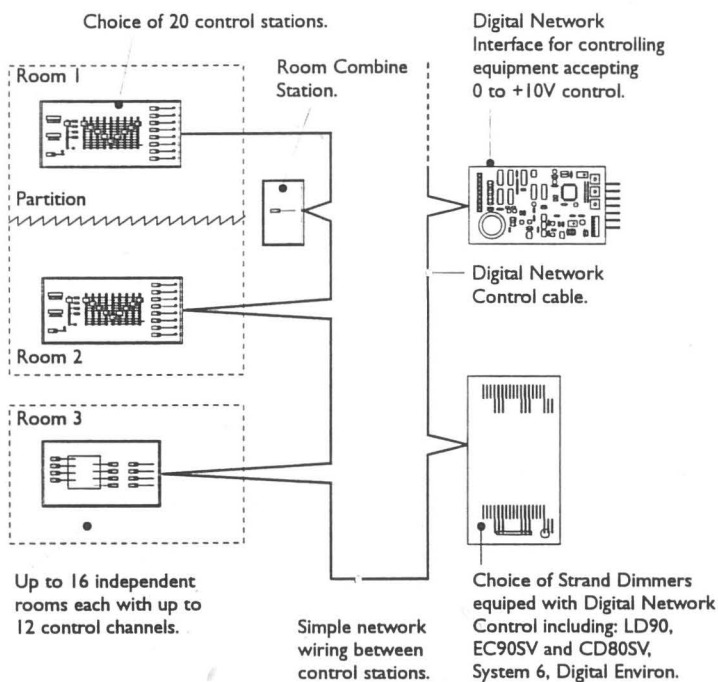 Choice of 20 control stations.
Digital Network
Interface for controlling
equipment accepting
0 to +10V control.
Room 1
Room Combine
Station.
Partition
Digital Network
Control cable.
Room 2
Room 3
Up to 16 independent
rooms each with up to
12 control channels.
Simple network
wiring between
control stations.
Choice of Strand Dimmers
equiped with Digital Network
Control including: LD90,
EC90SV and CD80SV,
System 6, Digital Environ.